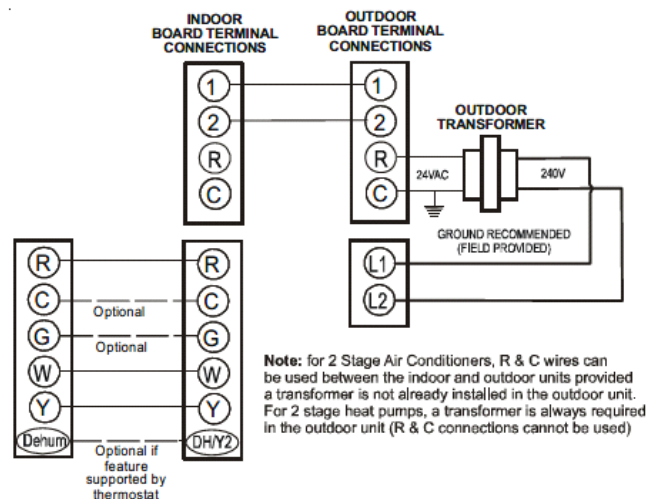 INDOOR
BOARD TERMINAL
CONNECTIONS
OUTDOOR
BOARD TERMINAL
CONNECTIONS
1
2
R
C
1
2
R
C
OUTDOOR
TRANSFORMER
24VAC
240V
GROUND RECOMMENDED
(FIELD PROVIDED)
L1
L2
R
C
G
W
Y
Dehum
Optional
Optional
Optional if
feature
supported by
thermostat
R
C
G
W
Y
DH/Y2
Note: for 2 Stage Air Conditioners, R & C wires can
be used between the indoor and outdoor units provided
a transformer is not already installed in the outdoor unit.
For 2 stage heat pumps, a transformer is always required
in the outdoor unit (R & C connections cannot be used)